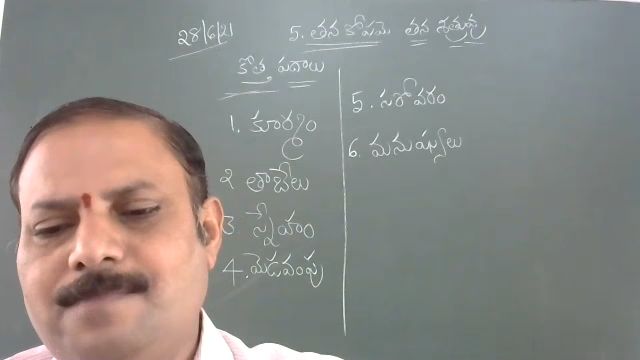 28/6/21
5. తన కోపమె తన శత్రువు
కొత్త పదాలు
1. కూర్మం
2 తాబేలు
3 స్నేహం
4. మెడవంపు
5. సరోవరం
6. మనుష్యులు